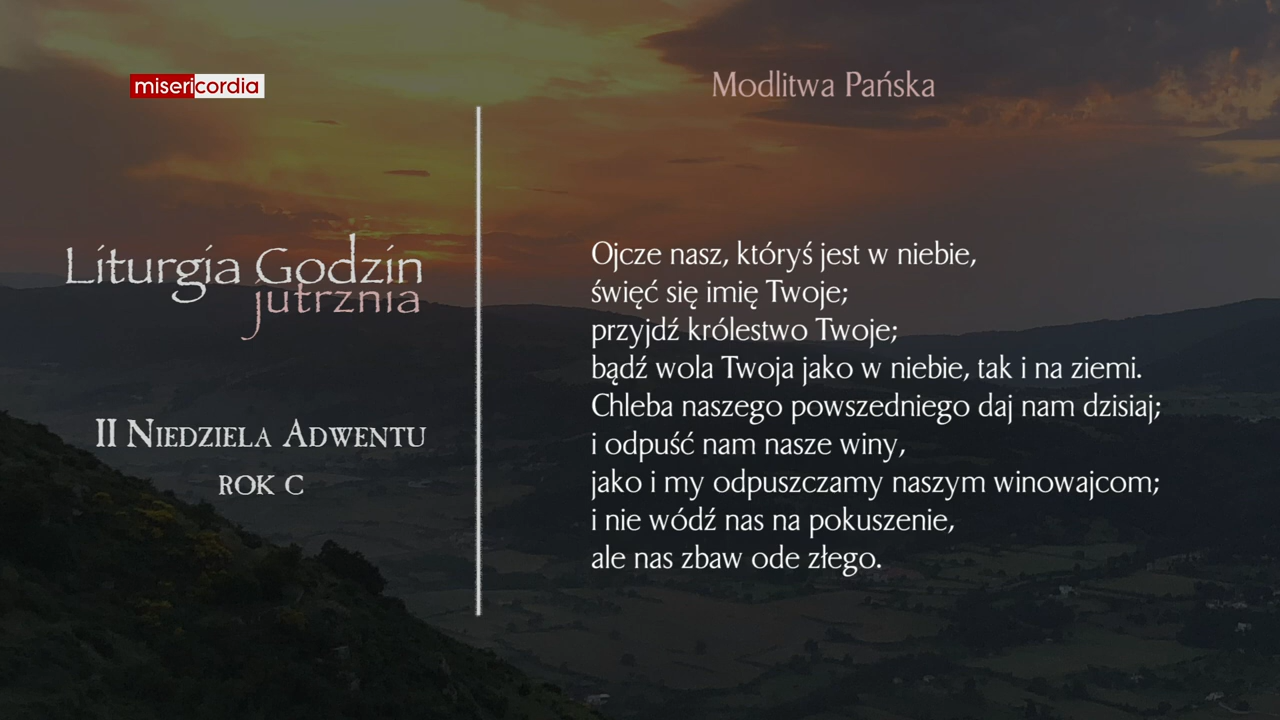 misericordia
Liturgia Godzin
jutrznia
II Niedziela Adwentu
rok C
Modlitwa Pańska
Ojcze nasz, któryś jest w niebie,
święć się imię Twoje;
przyjdź królestwo Twoje;
bądź wola Twoja jako w niebie, tak i na ziemi.
Chleba naszego powszedniego daj nam dzisiaj;
i odpuść nam nasze winy,
jako i my odpuszczamy naszym winowajcom;
i nie wódź nas na pokuszenie,
ale nas zbaw ode złego.